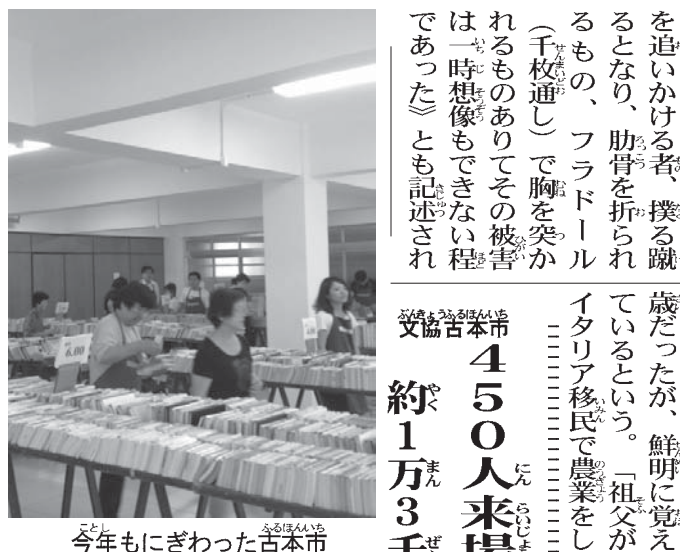 を追いかける者、撲る蹴
るとなり、肋骨を折られ
るもの、フラドール
（千枚通し）で胸を突か
れるものありてその被害
は一時想像もできない程
であった》とも記述され
歳だったが、鮮明に覚え
ているという。「祖父が
イタリア移民で農業をし
文協古本市
450人来場
約1万3千
6,00
今年もにぎわった古本市